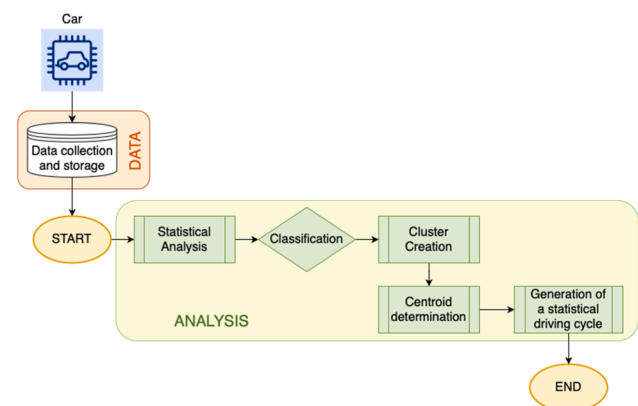 Car
Data collection
and storage
DATA
START
Statistical
Analysis
Classification
Cluster
Creation
Centroid
determination
Generation of
a statistical
driving cycle
ANALYSIS
END